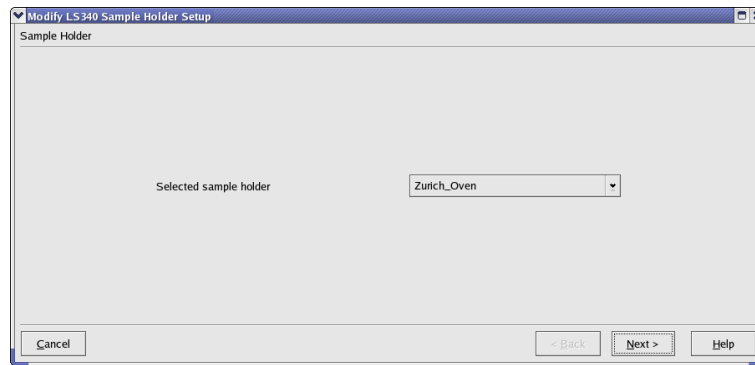 Modify LS340 Sample Holder Setup
Sample Holder
Selected sample holder
Zurich_Oven
Cancel
< Back
Next >
Help